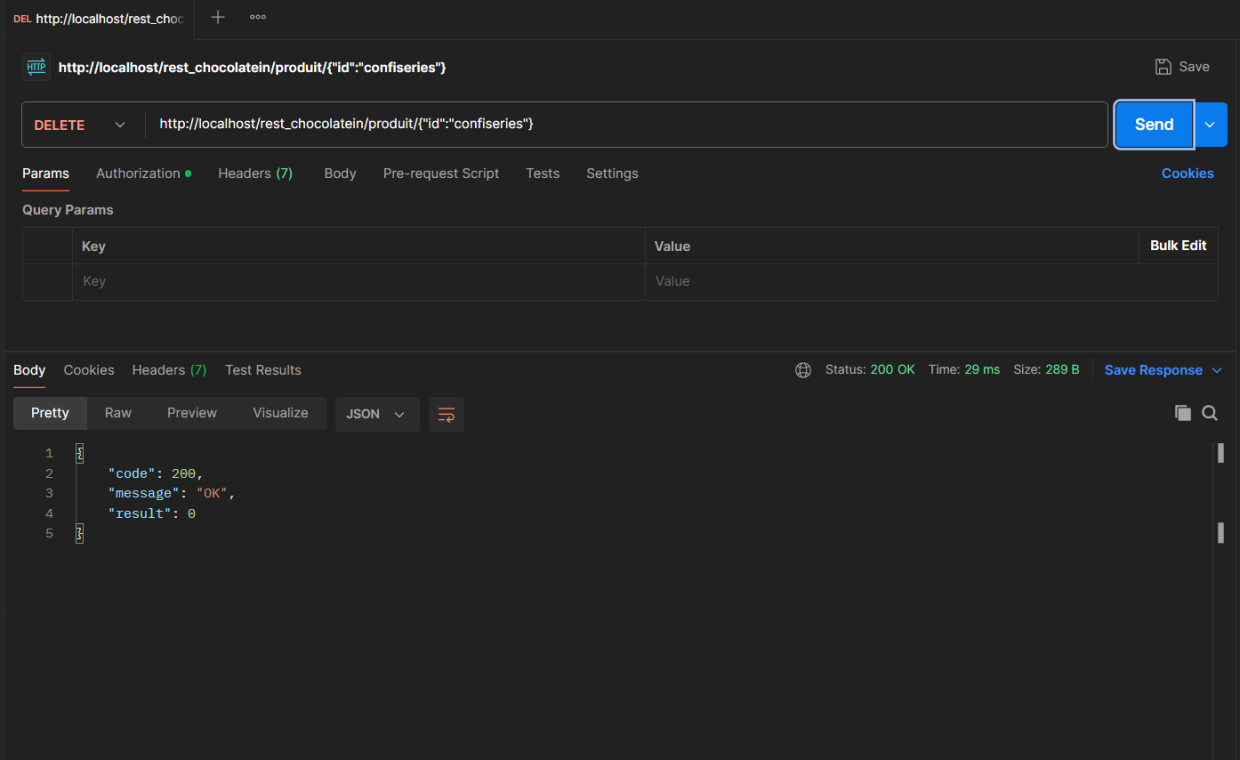 DEL http://localhost/rest_choc
HTTP http://localhost/rest_chocolatein/produit/{"id":"confiseries"}
Save
DELETE http://localhost/rest_chocolatein/produit/{"id":"confiseries"}
Send
Params Authorization Headers (7) Body Pre-request Script Tests Settings Cookies
Query Params
Key Value Bulk Edit
Key Value
Body Cookies Headers (7) Test Results Status: 200 OK Time: 29 ms Size: 289 B Save Response
Pretty Raw Preview Visualize JSON
1 {
2 "code": 200,
3 "message": "OK",
4 "result": 0
5 }